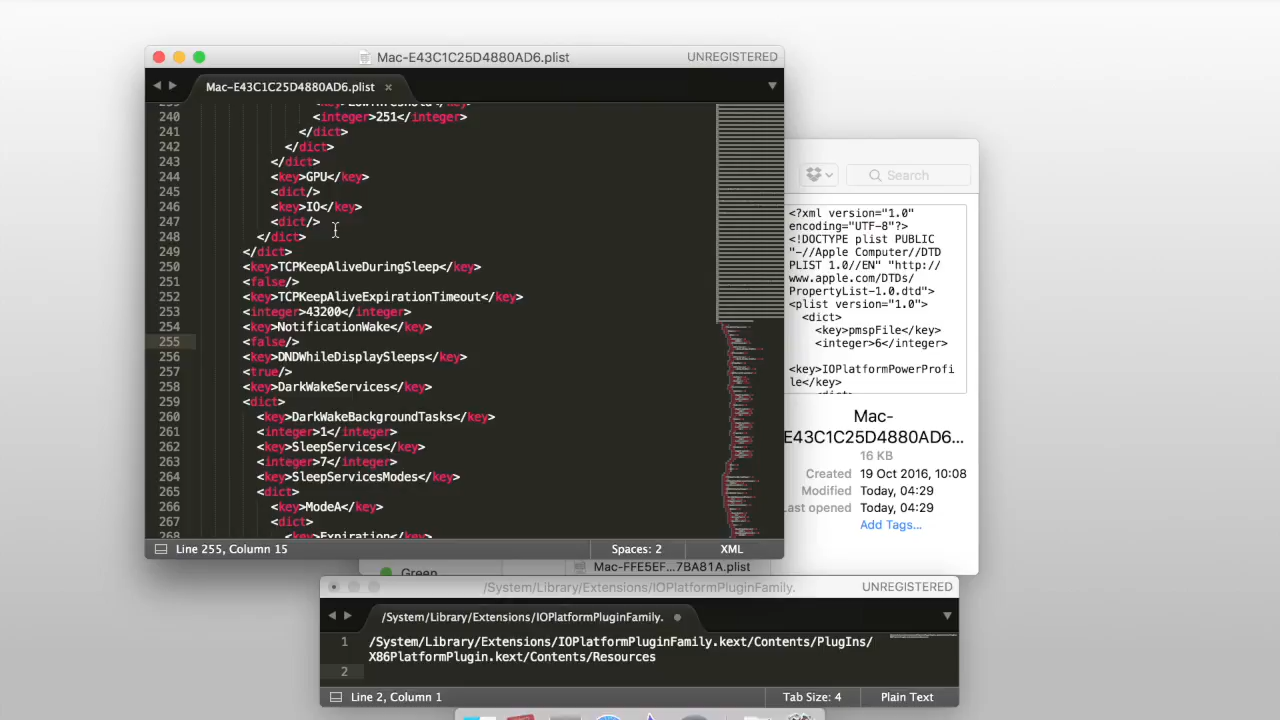 Mac-E43C1C25D4880AD6.plist
UNREGISTERED
Mac-E43C1C25D4880AD6.plist
239 <key>LowThreshold</key>
240 <integer>251</integer>
241 </dict>
242 </dict>
243 </dict>
244 <key>GPU</key>
245 <dict/>
246 <key>IO</key>
247 <dict/>
248 </dict>
249 </dict>
250 <key>TCPKeepAliveDuringSleep</key>
251 <false/>
252 <key>TCPKeepAliveExpirationTimeout</key>
253 <integer>43200</integer>
254 <key>NotificationWake</key>
255 <false/>
256 <key>DNDWhileDisplaySleeps</key>
257 <true/>
258 <key>DarkWakeServices</key>
259 <dict>
260 <key>DarkWakeBackgroundTasks</key>
261 <integer>1</integer>
262 <key>SleepServices</key>
263 <integer>7</integer>
264 <key>SleepServicesModes</key>
265 <dict>
266 <key>ModeA</key>
267 <dict>
268 <key>Expiration</key>
Line 255, Column 15
Spaces: 2
XML
Search
<?xml version="1.0"
encoding="UTF-8"?>
<!DOCTYPE plist PUBLIC
"-//Apple Computer//DTD
PLIST 1.0//EN" "http://
www.apple.com/DTDs/
PropertyList-1.0.dtd">
<plist version="1.0">
<dict>
<key>pmspFile</key>
<integer>6</integer>
<key>IOPlatformPowerProfi
le</key>
Mac-
E43C1C25D4880AD6...
16 KB
Created 19 Oct 2016, 10:08
Modified Today, 04:29
Last opened Today, 04:29
Add Tags...
Green
Mac-FFE5EF...7BA81A.plist
/System/Library/Extensions/IOPlatformPluginFamily.
UNREGISTERED
/System/Library/Extensions/IOPlatformPluginFamily.
1 /System/Library/Extensions/IOPlatformPluginFamily.kext/Contents/PlugIns/
X86PlatformPlugin.kext/Contents/Resources
2
Line 2, Column 1
Tab Size: 4
Plain Text